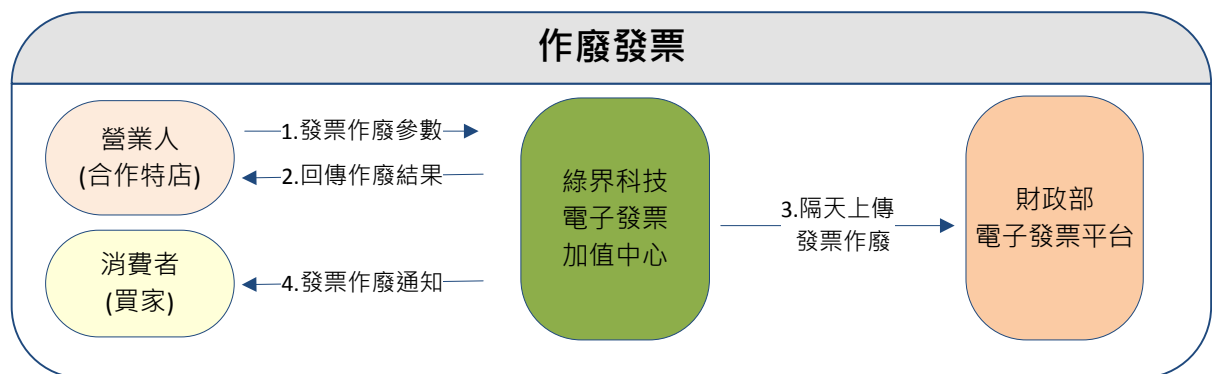 作廢發票
營業人
(合作特店)
1.發票作廢參數
2.回傳作廢結果
消費者
(買家)
4.發票作廢通知
綠界科技
電子發票
加值中心
3.隔天上傳
發票作廢
財政部
電子發票平台